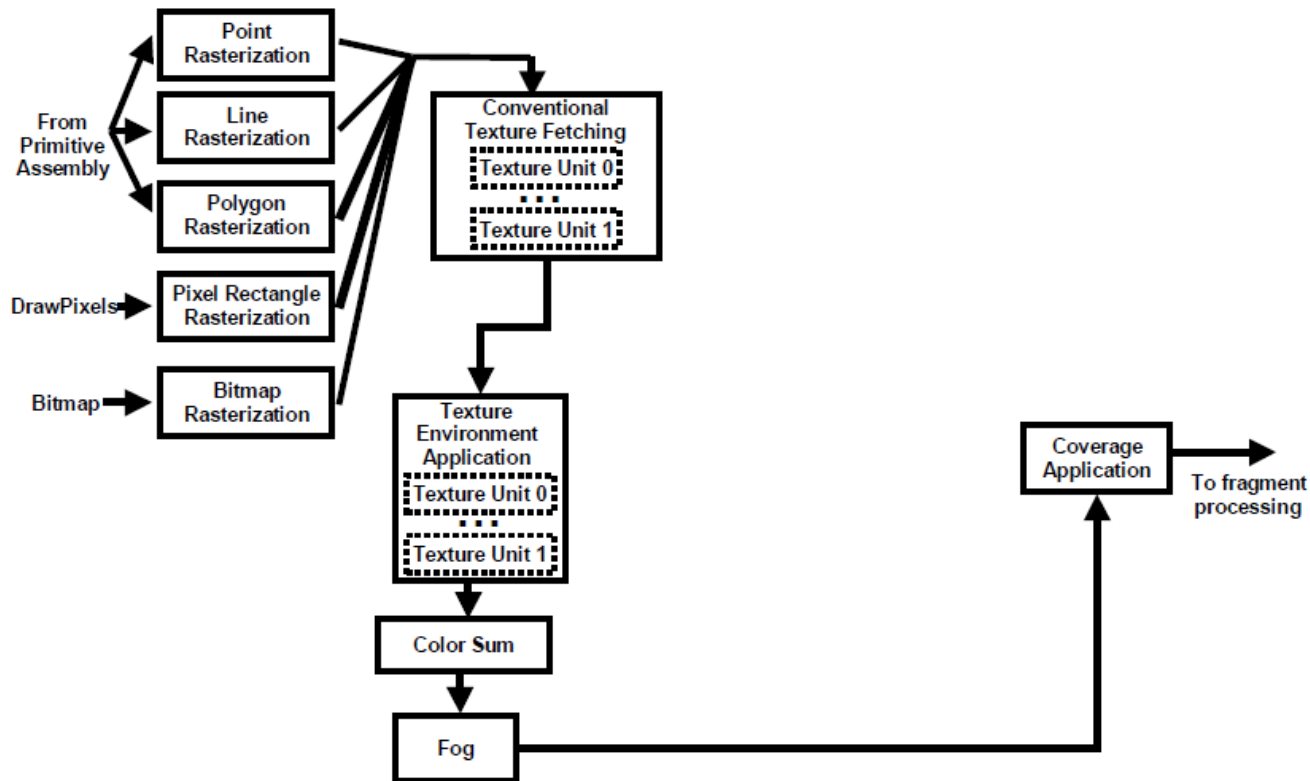 Point
Rasterization
Line
Rasterization
From
Primitive
Assembly
Polygon
Rasterization
DrawPixels
Pixel Rectangle
Rasterization
Bitmap
Bitmap
Rasterization
Conventional
Texture Fetching
Texture Unit 0
...
Texture Unit 1
Texture
Environment
Application
Texture Unit 0
...
Texture Unit 1
Color Sum
Fog
Coverage
Application
To fragment
processing